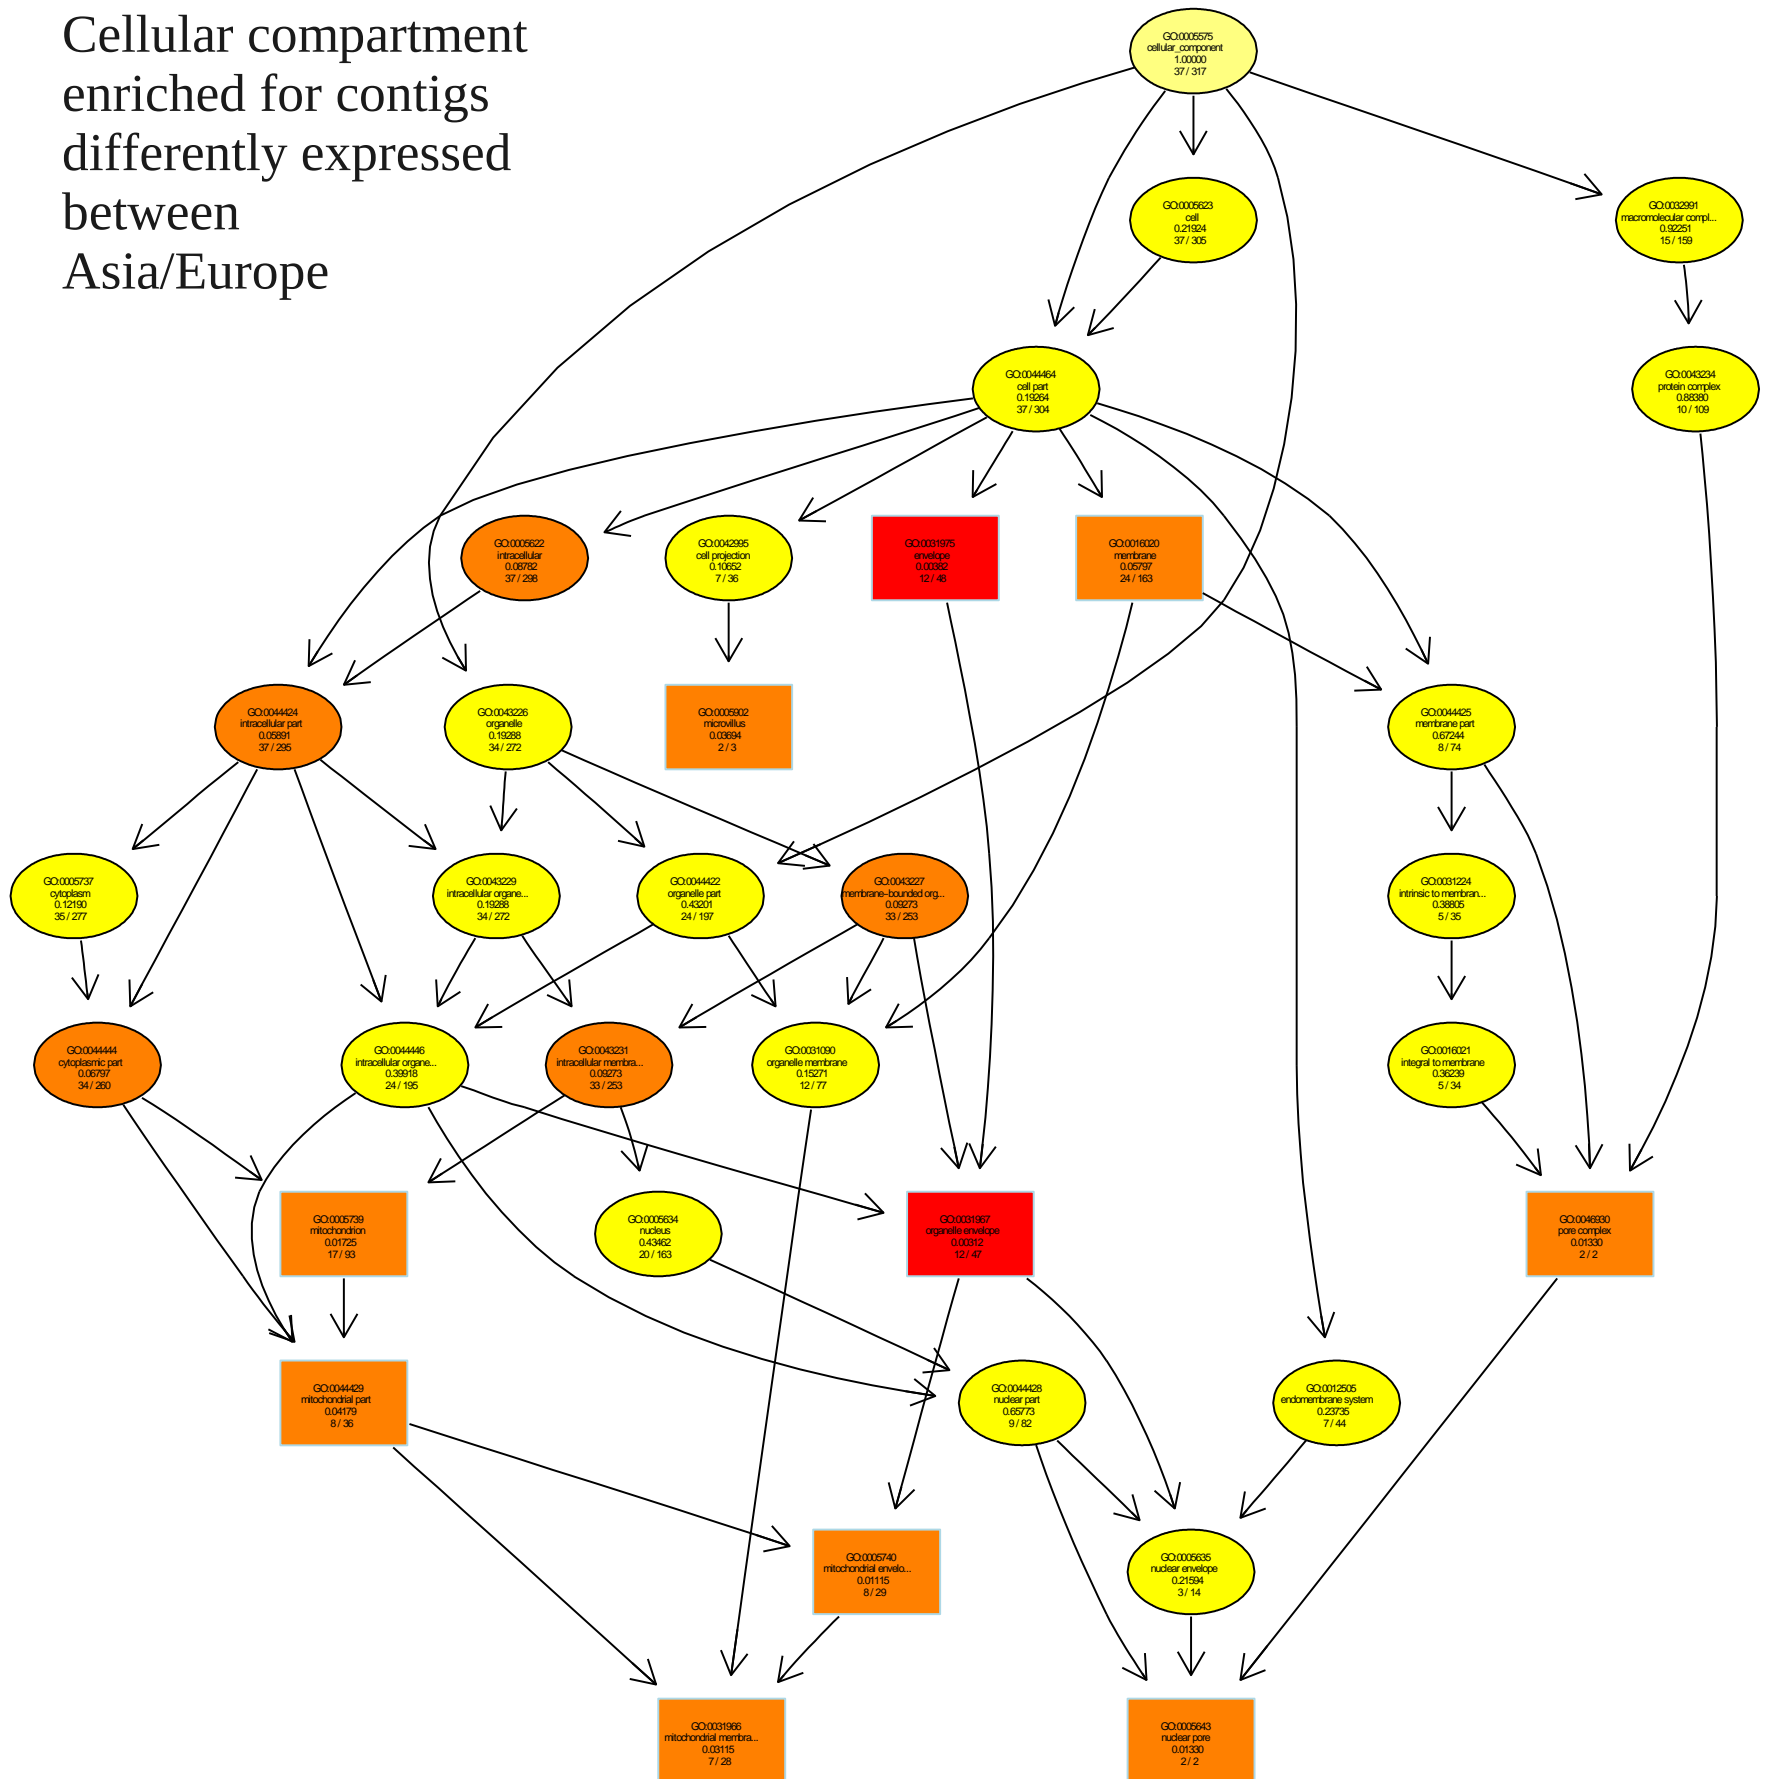 Cellular compartment
enriched for contigs
differently expressed
between
Asia/Europe
GO:0005575
cellular_component
1.00000
37 / 317
GO:0005623
cell
0.21924
37 / 305
GO:0032991
macromolecular compl...
0.92251
15 / 159
GO:0044464
cell part
0.19264
37 / 304
GO:0043234
protein complex
0.88380
10 / 109
GO:0005622
intracellular
0.08782
37 / 298
GO:0042995
cell projection
0.10652
7 / 36
GO:0031975
envelope
0.00382
12 / 48
GO:0016020
membrane
0.05797
24 / 163
GO:0044424
intracellular part
0.05891
37 / 295
GO:0043226
organelle
0.19288
34 / 272
GO:0005902
microvillus
0.03694
2 / 3
GO:0044425
membrane part
0.67244
8 / 74
GO:0005737
cytoplasm
0.12190
35 / 277
GO:0043229
intracellular organe...
0.19288
34 / 272
GO:0044422
organelle part
0.43201
24 / 197
GO:0043227
membrane-bounded org...
0.09273
33 / 253
GO:0031224
intrinsic to membran...
0.38805
5 / 35
GO:0044444
cytoplasmic part
0.06797
34 / 260
GO:0044446
intracellular organe...
0.39918
24 / 195
GO:0043231
intracellular membra...
0.09273
33 / 253
GO:0031090
organelle membrane
0.15271
12 / 77
GO:0016021
integral to membrane
0.36239
5 / 34
GO:0005739
mitochondrion
0.01725
17 / 93
GO:0005634
nucleus
0.43462
20 / 163
GO:0031967
organelle envelope
0.00312
12 / 47
GO:0046930
pore complex
0.01330
2 / 2
GO:0044429
mitochondrial part
0.04179
8 / 36
GO:0044428
nuclear part
0.65773
9 / 82
GO:0012505
endomembrane system
0.23735
7 / 44
GO:0005740
mitochondrial envelo...
0.01115
8 / 29
GO:0005635
nuclear envelope
0.21594
3 / 14
GO:0031966
mitochondrial membra...
0.03115
7 / 28
GO:0005643
nuclear pore
0.01330
2 / 2